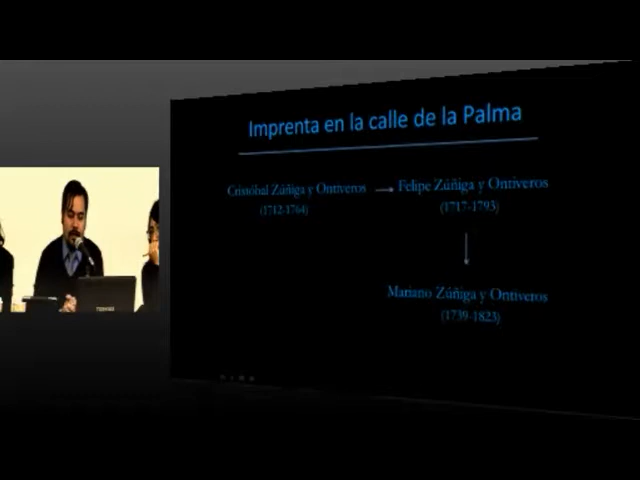 Imprenta en la calle de la Palma
Cristóbal Zúñiga y Ontiveros
(1712-1764)
Felipe Zúñiga y Ontiveros
(1717-1793)
Mariano Zúñiga y Ontiveros
(1739-1823)
TOSHIBA